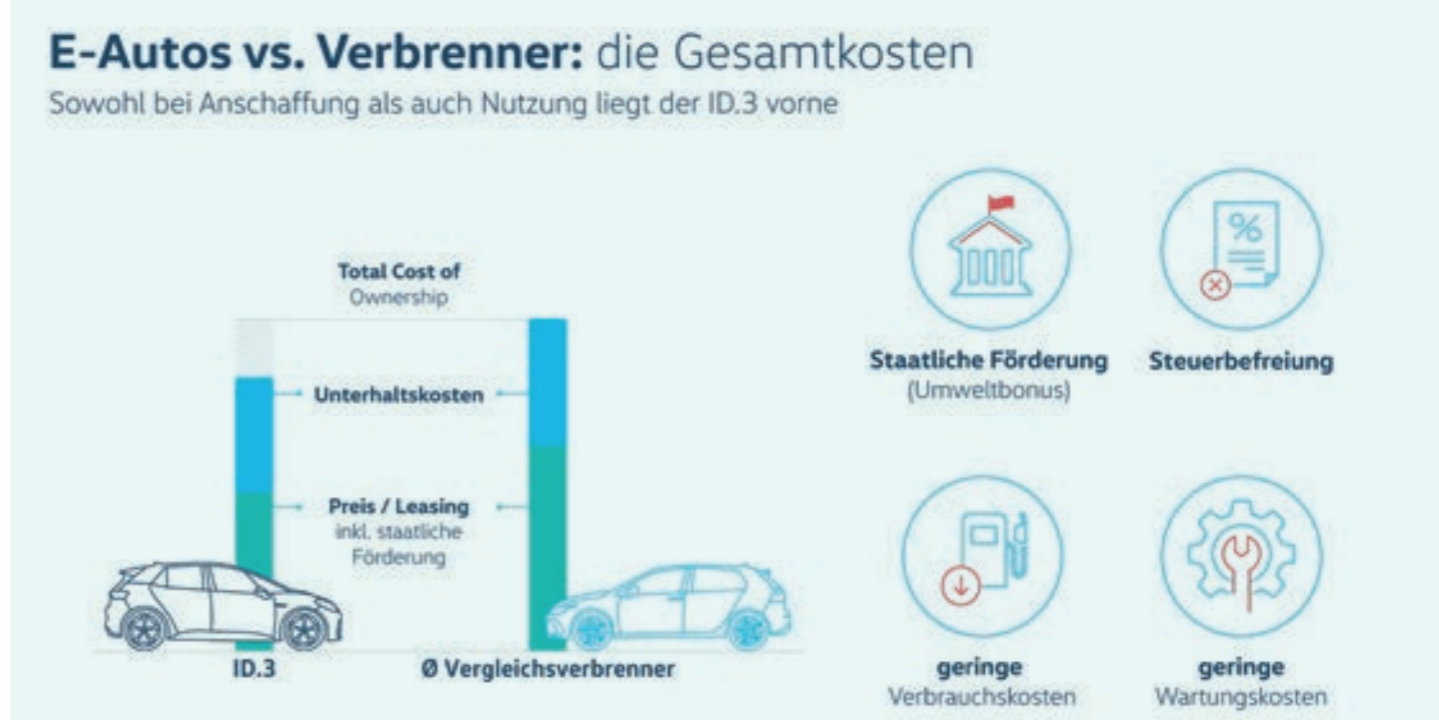 E-Autos vs. Verbrenner: die Gesamtkosten
Sowohl bei Anschaffung als auch Nutzung liegt der ID.3 vorne
Total Cost of
Ownership
Unterhaltskosten
Preis / Leasing
inkl. staatliche
Förderung
ID.3
Ø Vergleichsverbrenner
%
Staatliche Förderung
(Umweltbonus)
Steuerbefreiung
geringe
Verbrauchskosten
geringe
Wartungskosten